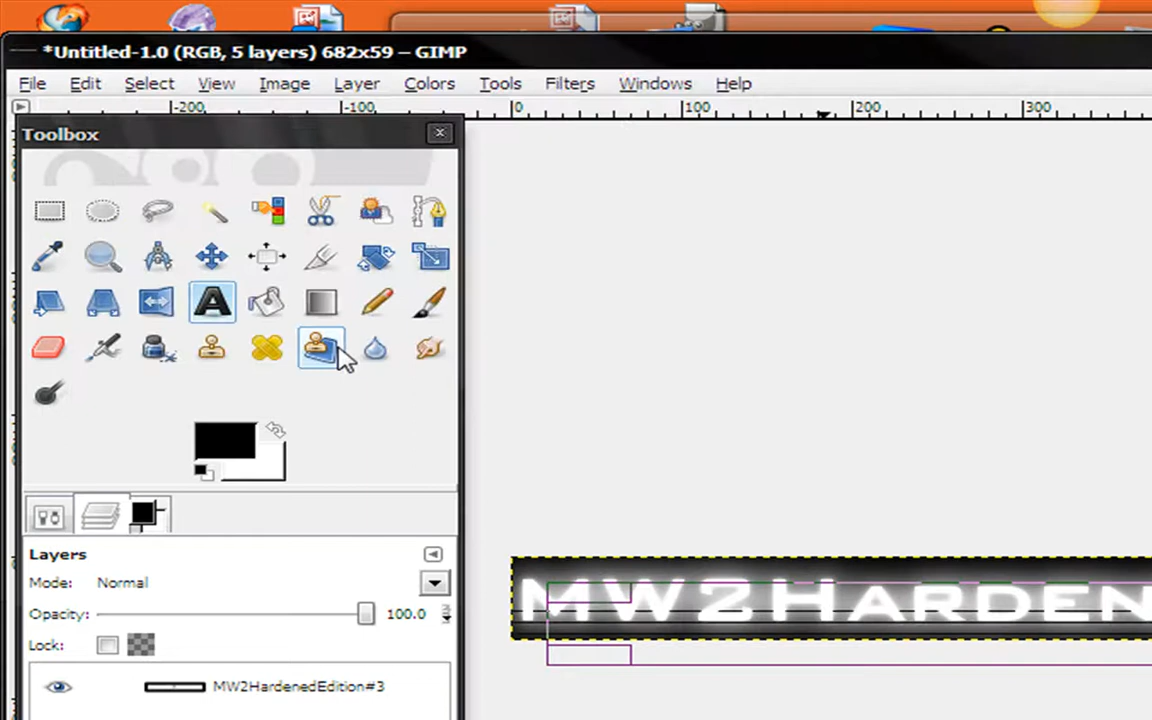 *Untitled-1.0 (RGB, 5 layers) 682x59 – GIMP
File Edit Select View Image Layer Colors Tools Filters Windows Help
-200 -100 0 100 200 300
Toolbox
Layers
Mode: Normal
Opacity: 100.0
Lock:
MW2HardenedEdition#3
MW2HARDEN